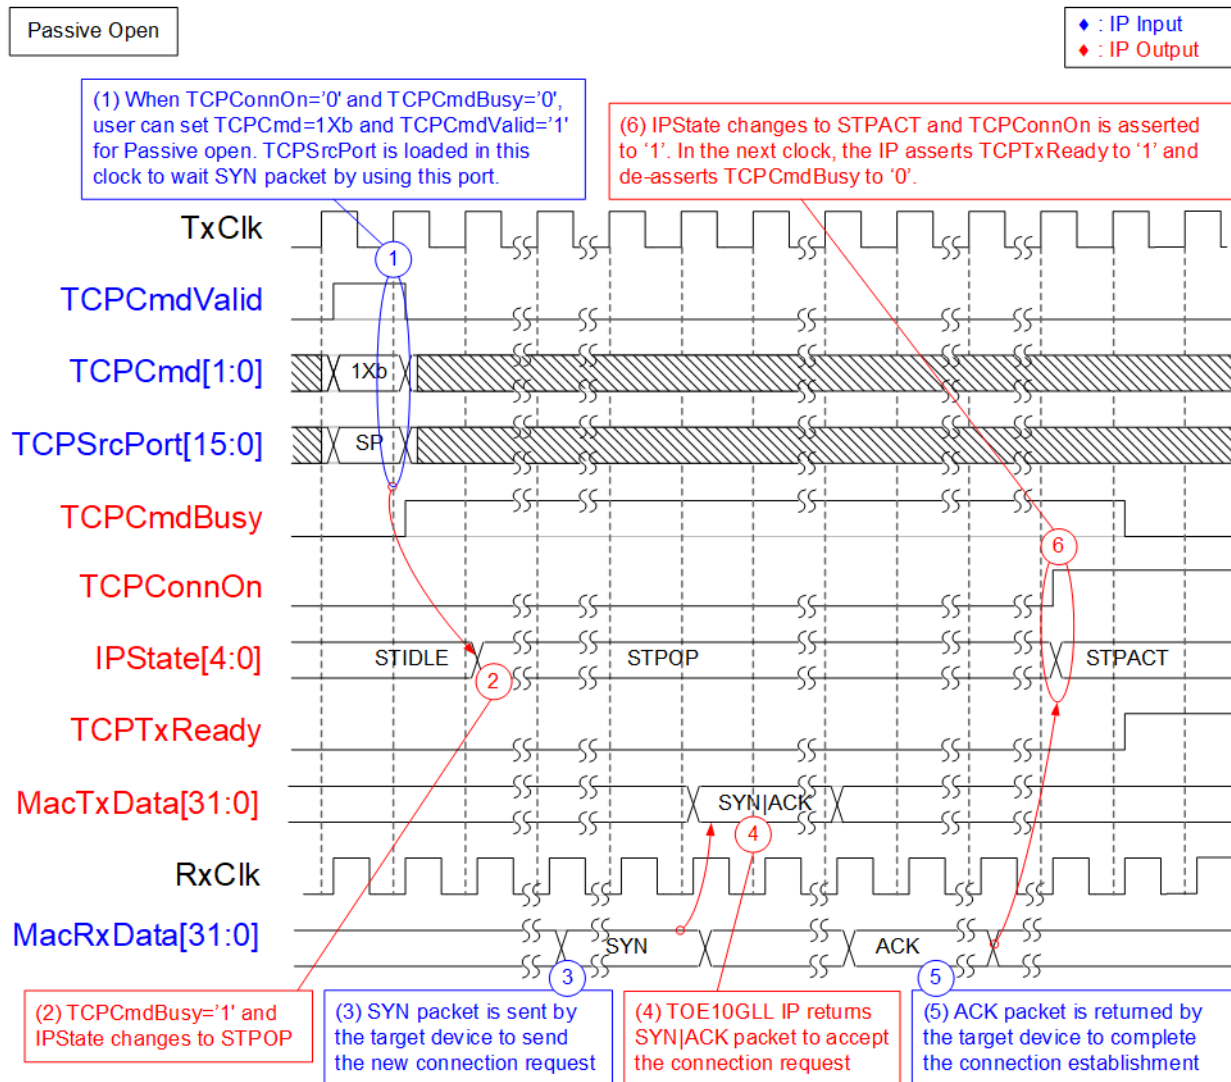 Passive Open
♦ : IP Input
♦ : IP Output
(1) When TCPConnOn='0' and TCPCmdBusy='0',
user can set TCPCmd=1Xb and TCPCmdValid='1'
for Passive open. TCPSrcPort is loaded in this
clock to wait SYN packet by using this port.
(6) IPState changes to STPACT and TCPConnOn is asserted
to ‘1’. In the next clock, the IP asserts TCPTxReady to ‘1’ and
de-asserts TCPCmdBusy to ‘0’.
TxClk
1
TCPCmdValid
TCPCmd[1:0]
1Xb
TCPSrcPort[15:0]
SP
TCPCmdBusy
6
TCPConnOn
IPState[4:0]
STIDLE
STPOP
STPACT
2
TCPTxReady
MacTxData[31:0]
SYN|ACK
4
RxClk
MacRxData[31:0]
SYN
ACK
3
5
(2) TCPCmdBusy='1' and
IPState changes to STPOP
(3) SYN packet is sent by
the target device to send
the new connection request
(4) TOE10GLL IP returns
SYN|ACK packet to accept
the connection request
(5) ACK packet is returned by
the target device to complete
the connection establishment